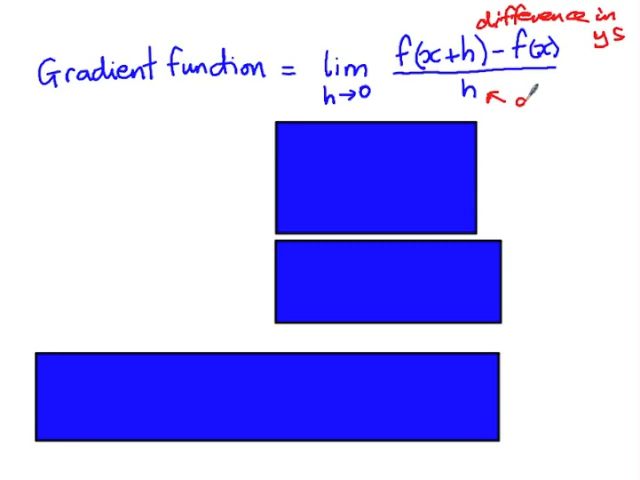 difference in
ys
Gradient function = lim h→0 f(x+h) - f(x) / h